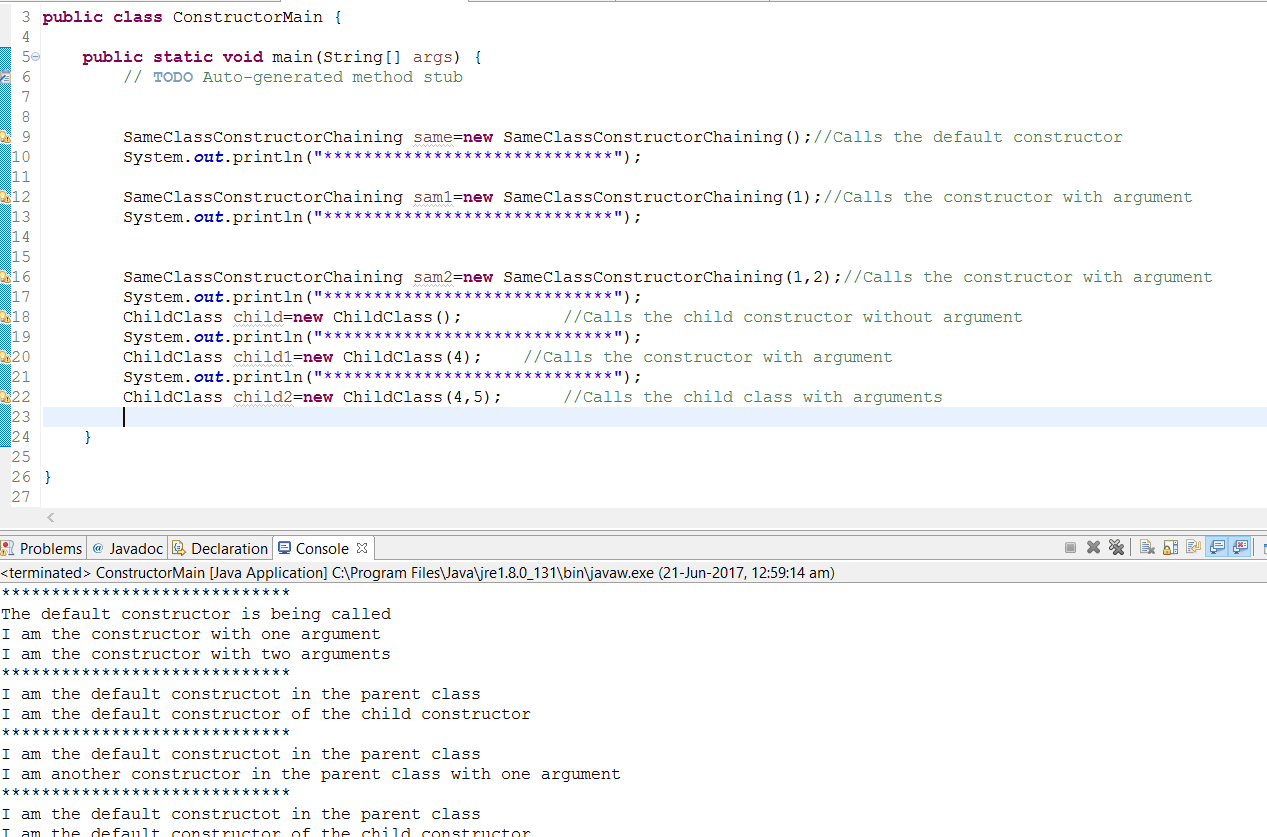 3 public class ConstructorMain {
4
5 public static void main(String[] args) {
6 // TODO Auto-generated method stub
7
8
9 SameClassConstructorChaining same=new SameClassConstructorChaining();//Calls the default constructor
10 System.out.println("*****************************");
11
12 SameClassConstructorChaining sam1=new SameClassConstructorChaining(1);//Calls the constructor with argument
13 System.out.println("*****************************");
14
15
16 SameClassConstructorChaining sam2=new SameClassConstructorChaining(1,2);//Calls the constructor with argument
17 System.out.println("*****************************");
18 ChildClass child=new ChildClass(); //Calls the child constructor without argument
19 System.out.println("*****************************");
20 ChildClass child1=new ChildClass(4); //Calls the constructor with argument
21 System.out.println("*****************************");
22 ChildClass child2=new ChildClass(4,5); //Calls the child class with arguments
23
24 }
25
26 }
27
Problems @ Javadoc Declaration Console
<terminated> ConstructorMain [Java Application] C:\Program Files\Java\jre1.8.0_131\bin\javaw.exe (21-Jun-2017, 12:59:14 am)
*****************************
The default constructor is being called
I am the constructor with one argument
I am the constructor with two arguments
*****************************
I am the default constructot in the parent class
I am the default constructor of the child constructor
*****************************
I am the default constructot in the parent class
I am another constructor in the parent class with one argument
*****************************
I am the default constructot in the parent class
I am the default constructor of the child constructor